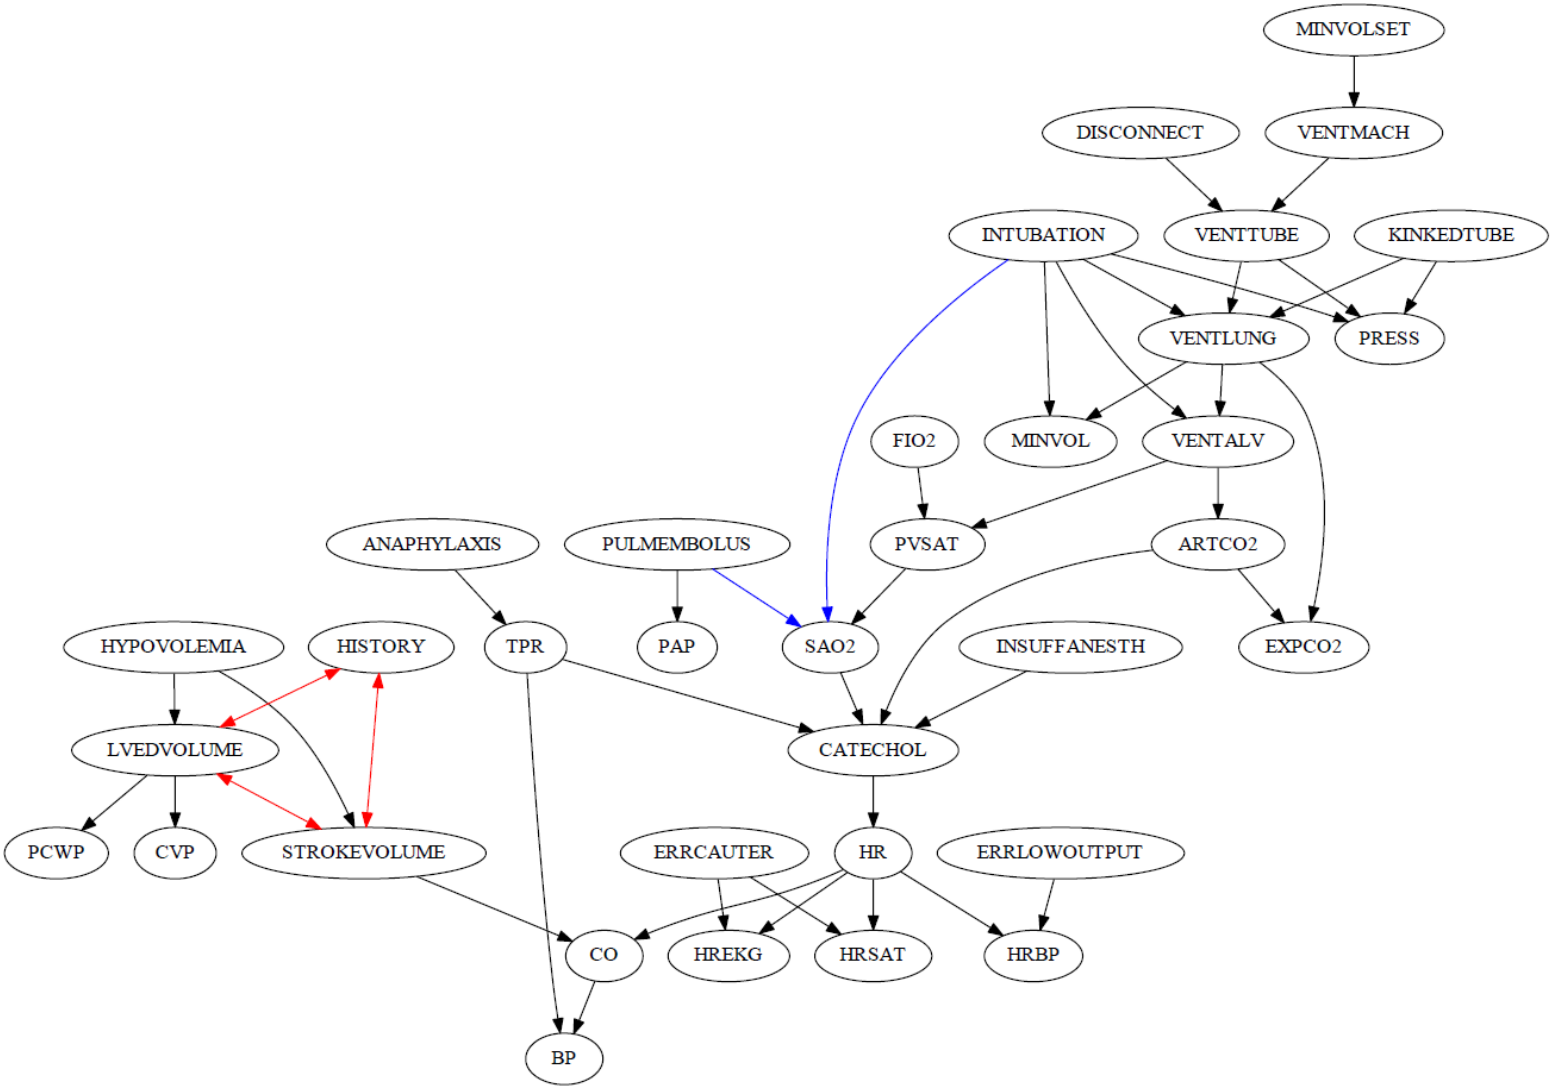 MINVOLSET
DISCONNECT
VENTMACH
INTUBATION
VENTTUBE
KINKEDTUBE
VENTLUNG
PRESS
FIO2
MINVOL
VENTALV
ANAPHYLAXIS
PULMEMBOLUS
PVSAT
ARTCO2
HYPOVOLEMIA
HISTORY
TPR
PAP
SAO2
INSUFFANESTH
EXPCO2
LVEDVOLUME
CATECHOL
PCWP
CVP
STROKEVOLUME
ERRCAUTER
HR
ERRLOWOUTPUT
CO
HREKG
HRSAT
HRBP
BP